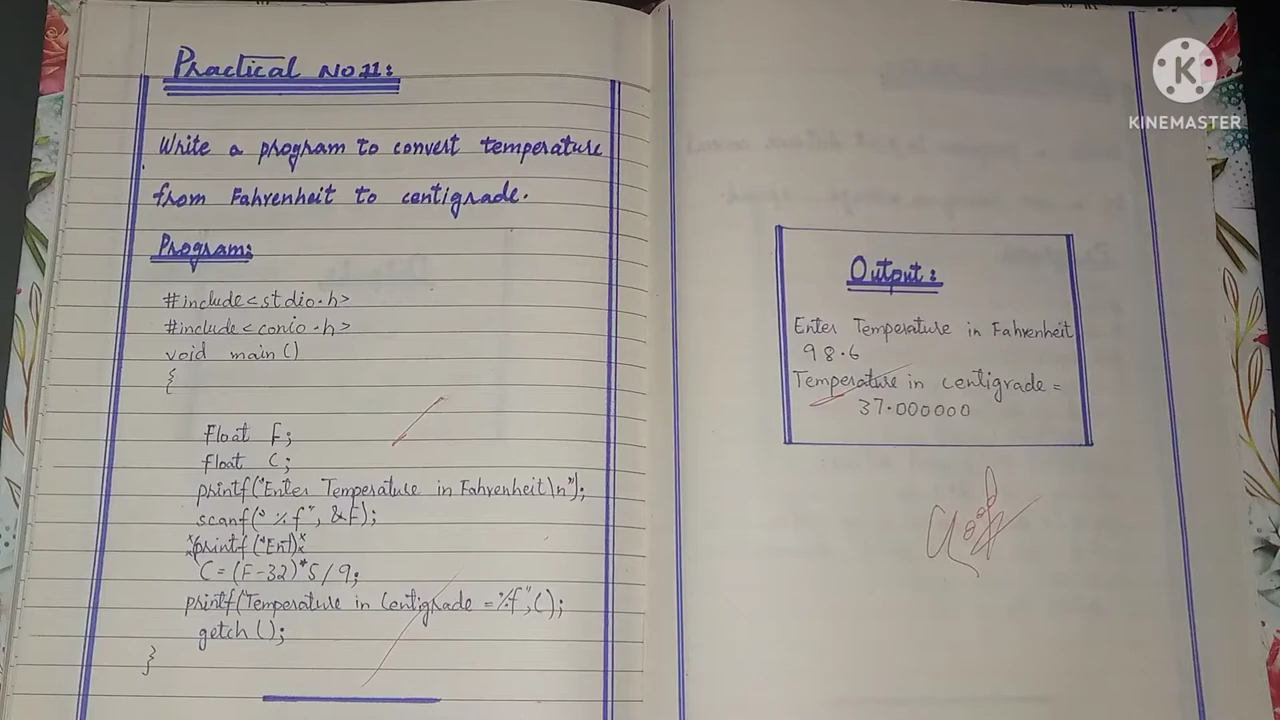 Practical No 11:
Write a program to convert temperature
from Fahrenheit to centigrade.
Program:
#include<stdio.h>
#include<conio.h>
void main()
{
float F;
float C;
printf("Enter Temperature in Fahrenheit\n");
scanf("%f", &F);
printf("Ent)
C = (F-32)*5/9;
printf(Temperature in Centigrade =%f",C);
getch();
}
Output:
Enter Temperature in Fahrenheit
98.6
Temperature in centigrade =
37.000000
Good
K
KINEMASTER